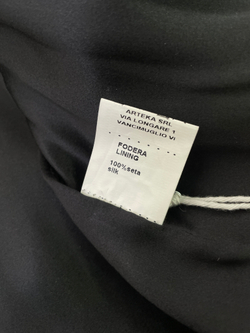 ARTEKA SRL
VIA LONGARE 1
VANCIMUGLIO VI
FODERA
LINING
100%seta
silk